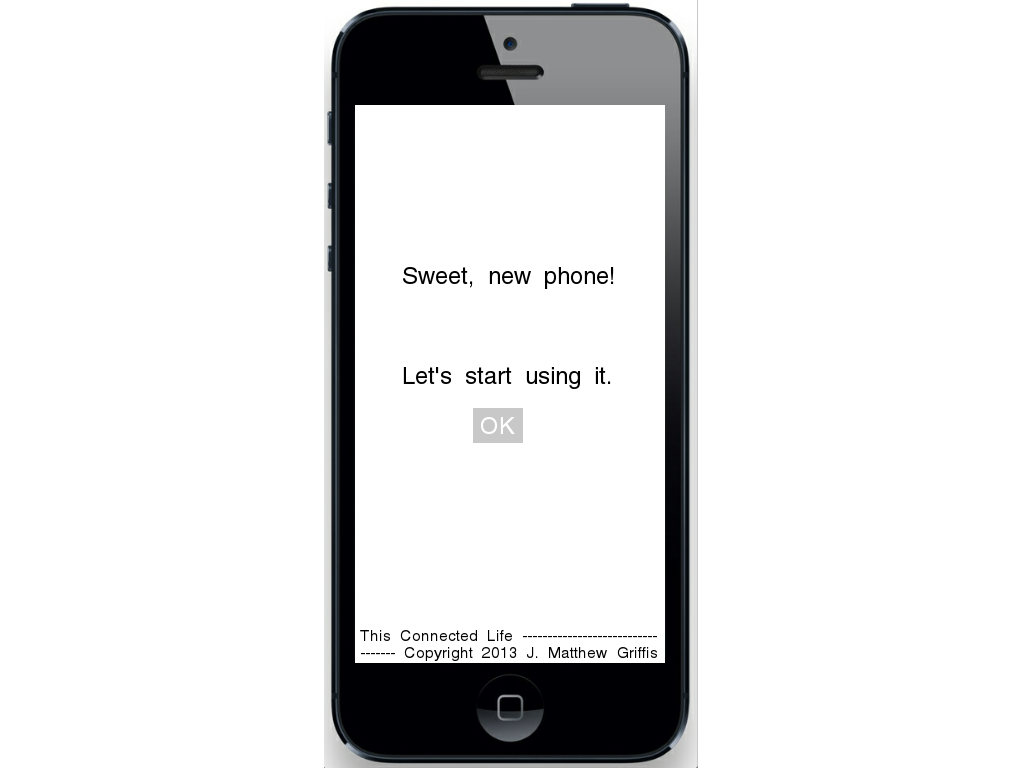 Sweet, new phone!
Let's start using it.
OK
This Connected Life ---------------------------
------- Copyright 2013 J. Matthew Griffis